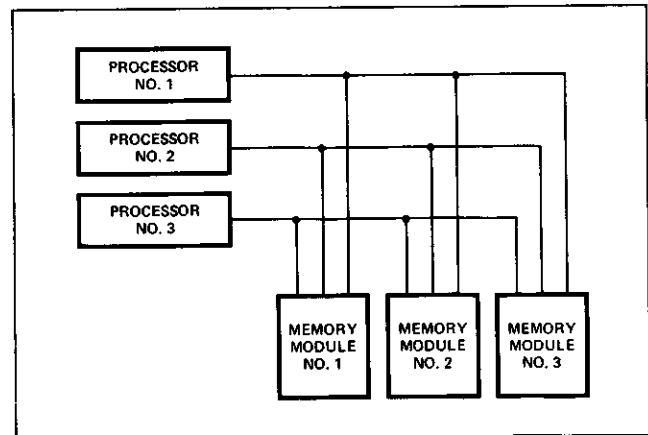 PROCESSOR
NO. 1
PROCESSOR
NO. 2
PROCESSOR
NO. 3
MEMORY
MODULE
NO. 1
MEMORY
MODULE
NO. 2
MEMORY
MODULE
NO. 3